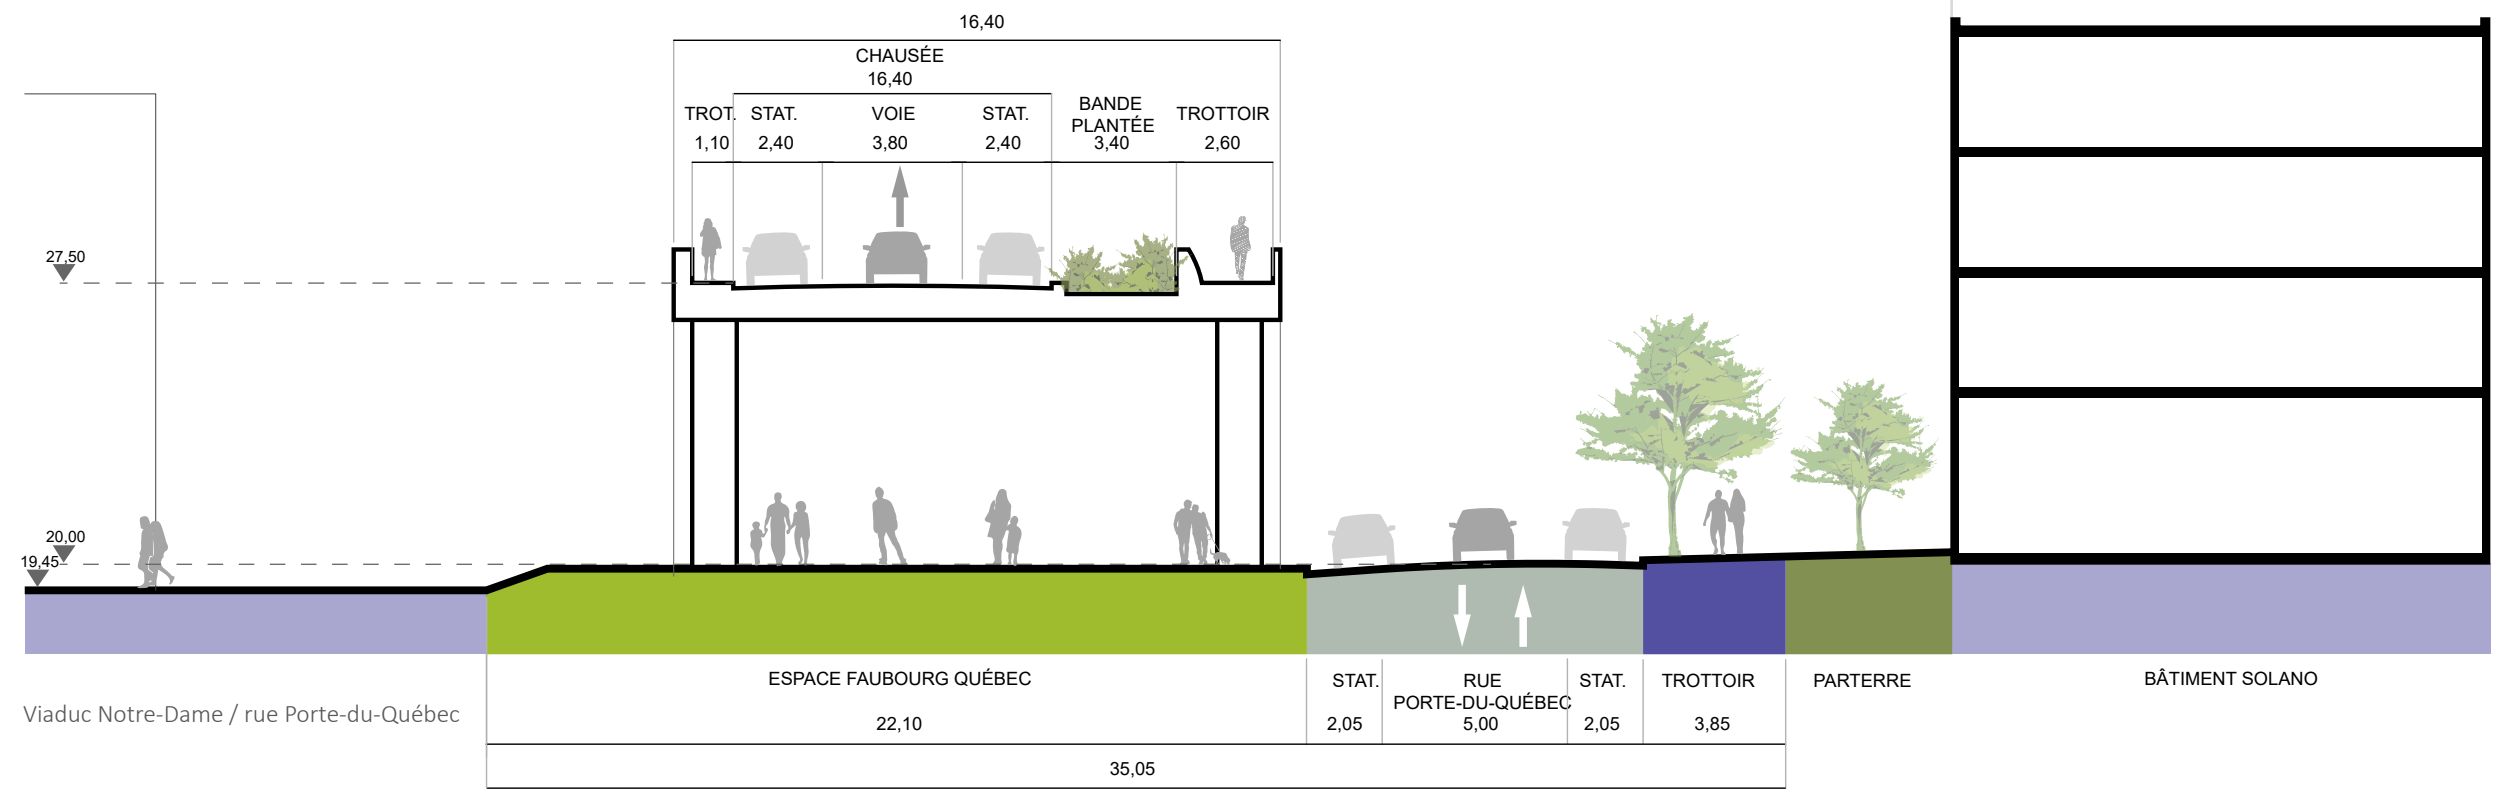 16,40
CHAUSÉE
16,40
TROT. STAT. VOIE STAT. BANDE PLANTÉE TROTTOIR
1,10 2,40 3,80 2,40 3,40 2,60
27,50
20,00
19,45
ESPACE FAUBOURG QUÉBEC STAT. RUE PORTE-DU-QUÉBEC STAT. TROTTOIR PARTERRE BÂTIMENT SOLANO
22,10 2,05 5,00 2,05 3,85
35,05
Viaduc Notre-Dame / rue Porte-du-Québec